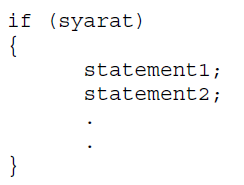 if (syarat)
{
statement1;
statement2;
.
.
}